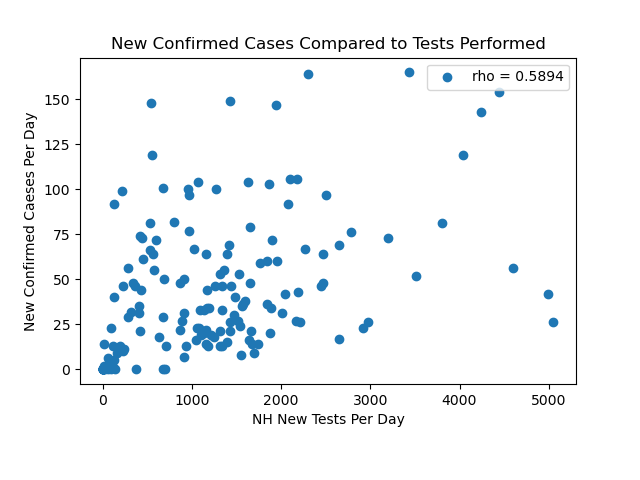 New Confirmed Cases Compared to Tests Performed
rho = 0.5894
New Confirmed Caeses Per Day
150
125
100
75
50
25
0
0 1000 2000 3000 4000 5000
NH New Tests Per Day